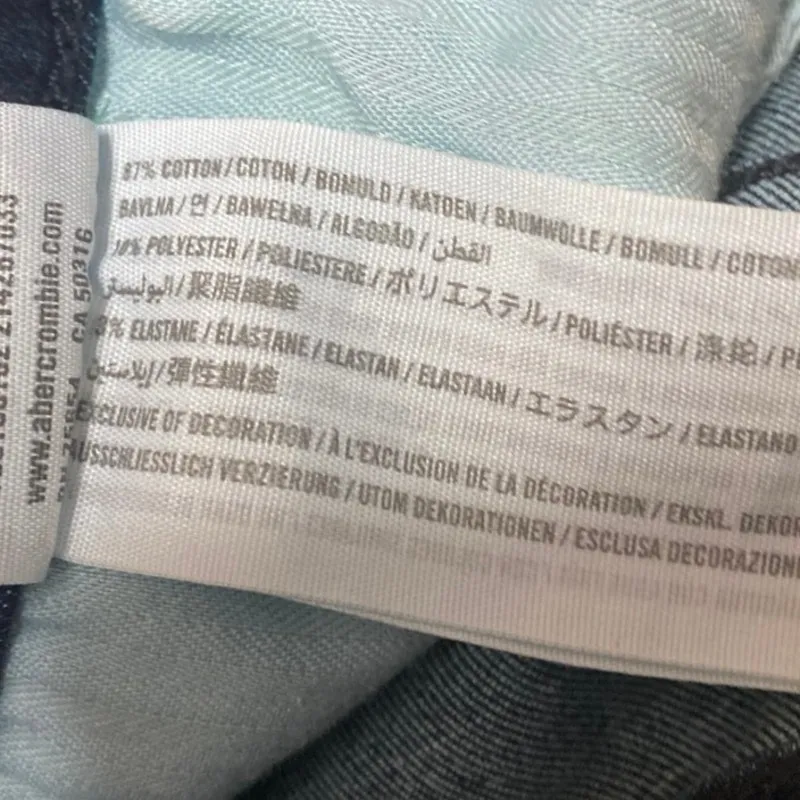 87% COTTON / COTON / BOMULD / KATOEN / BAUMWOLLE / BOMULL / COTON
BAVLNA / 면 / BAWEŁNA / ALGODÃO / القطن
10% POLYESTER / POLIESTERE / ポリエステル / POLIÉSTER / 涤纶 /
البوليستر / 聚脂纖維
3% ELASTANE / ÉLASTANE / ELASTAN / ELASTAAN / エラスタン / ELASTANO
إيلاستين / 彈性纖維
EXCLUSIVE OF DECORATION / À L'EXCLUSION DE LA DÉCORATION / EKSKL. DEKOR
AUSSCHLIESSLICH VERZIERUNG / UTOM DEKORATIONEN / ESCLUSA DECORAZION
www.abercrombie.com
CA 50316